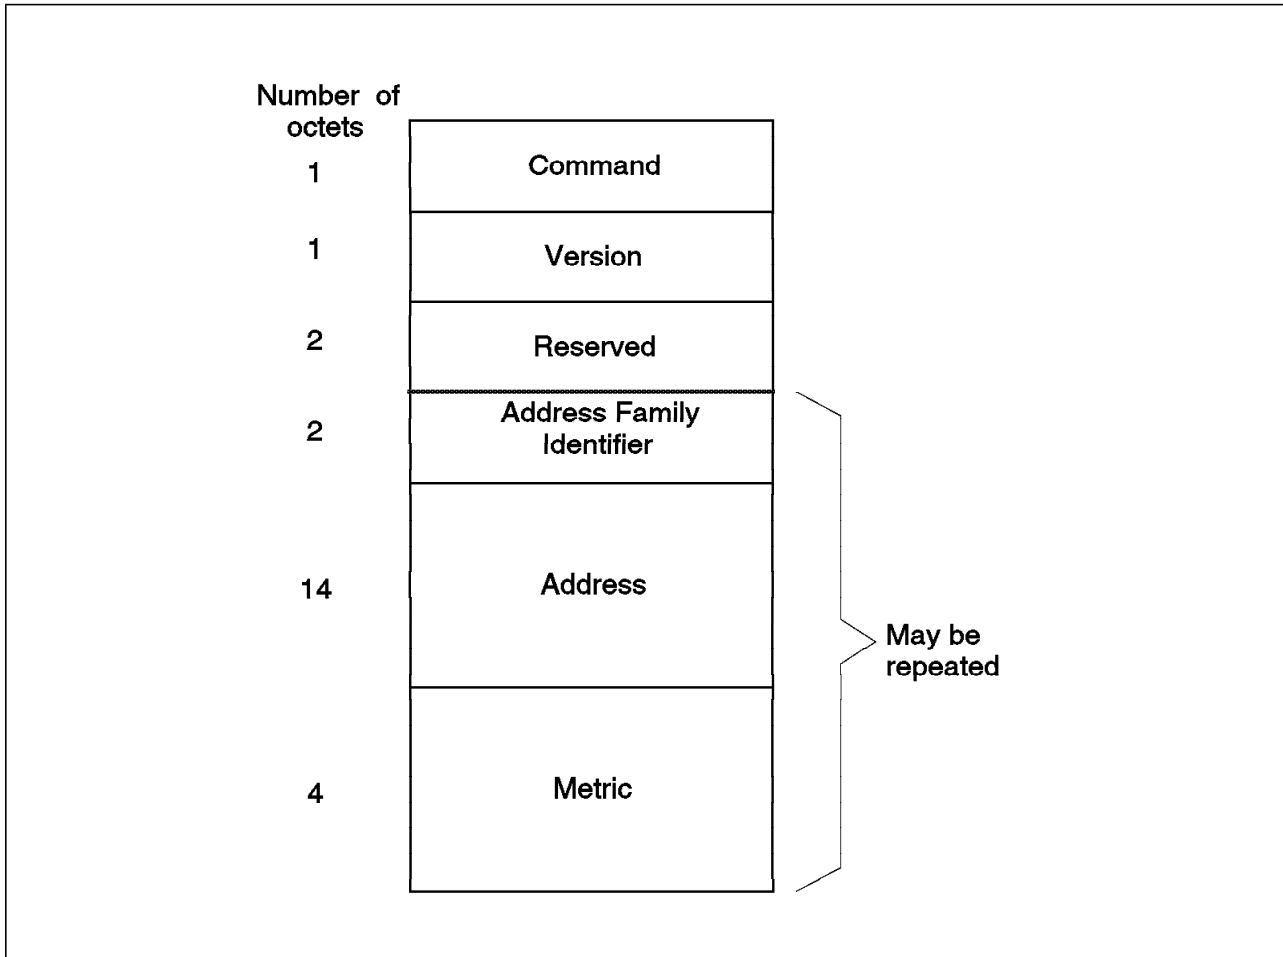 Number of
octets
1
Command
1
Version
2
Reserved
2
Address Family
Identifier
14
Address
May be
repeated
4
Metric